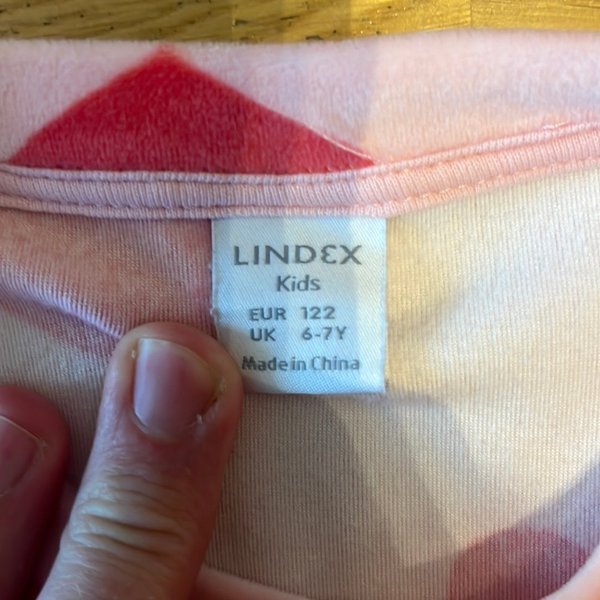 LINDEX
Kids
EUR 122
UK 6-7Y
Made in China